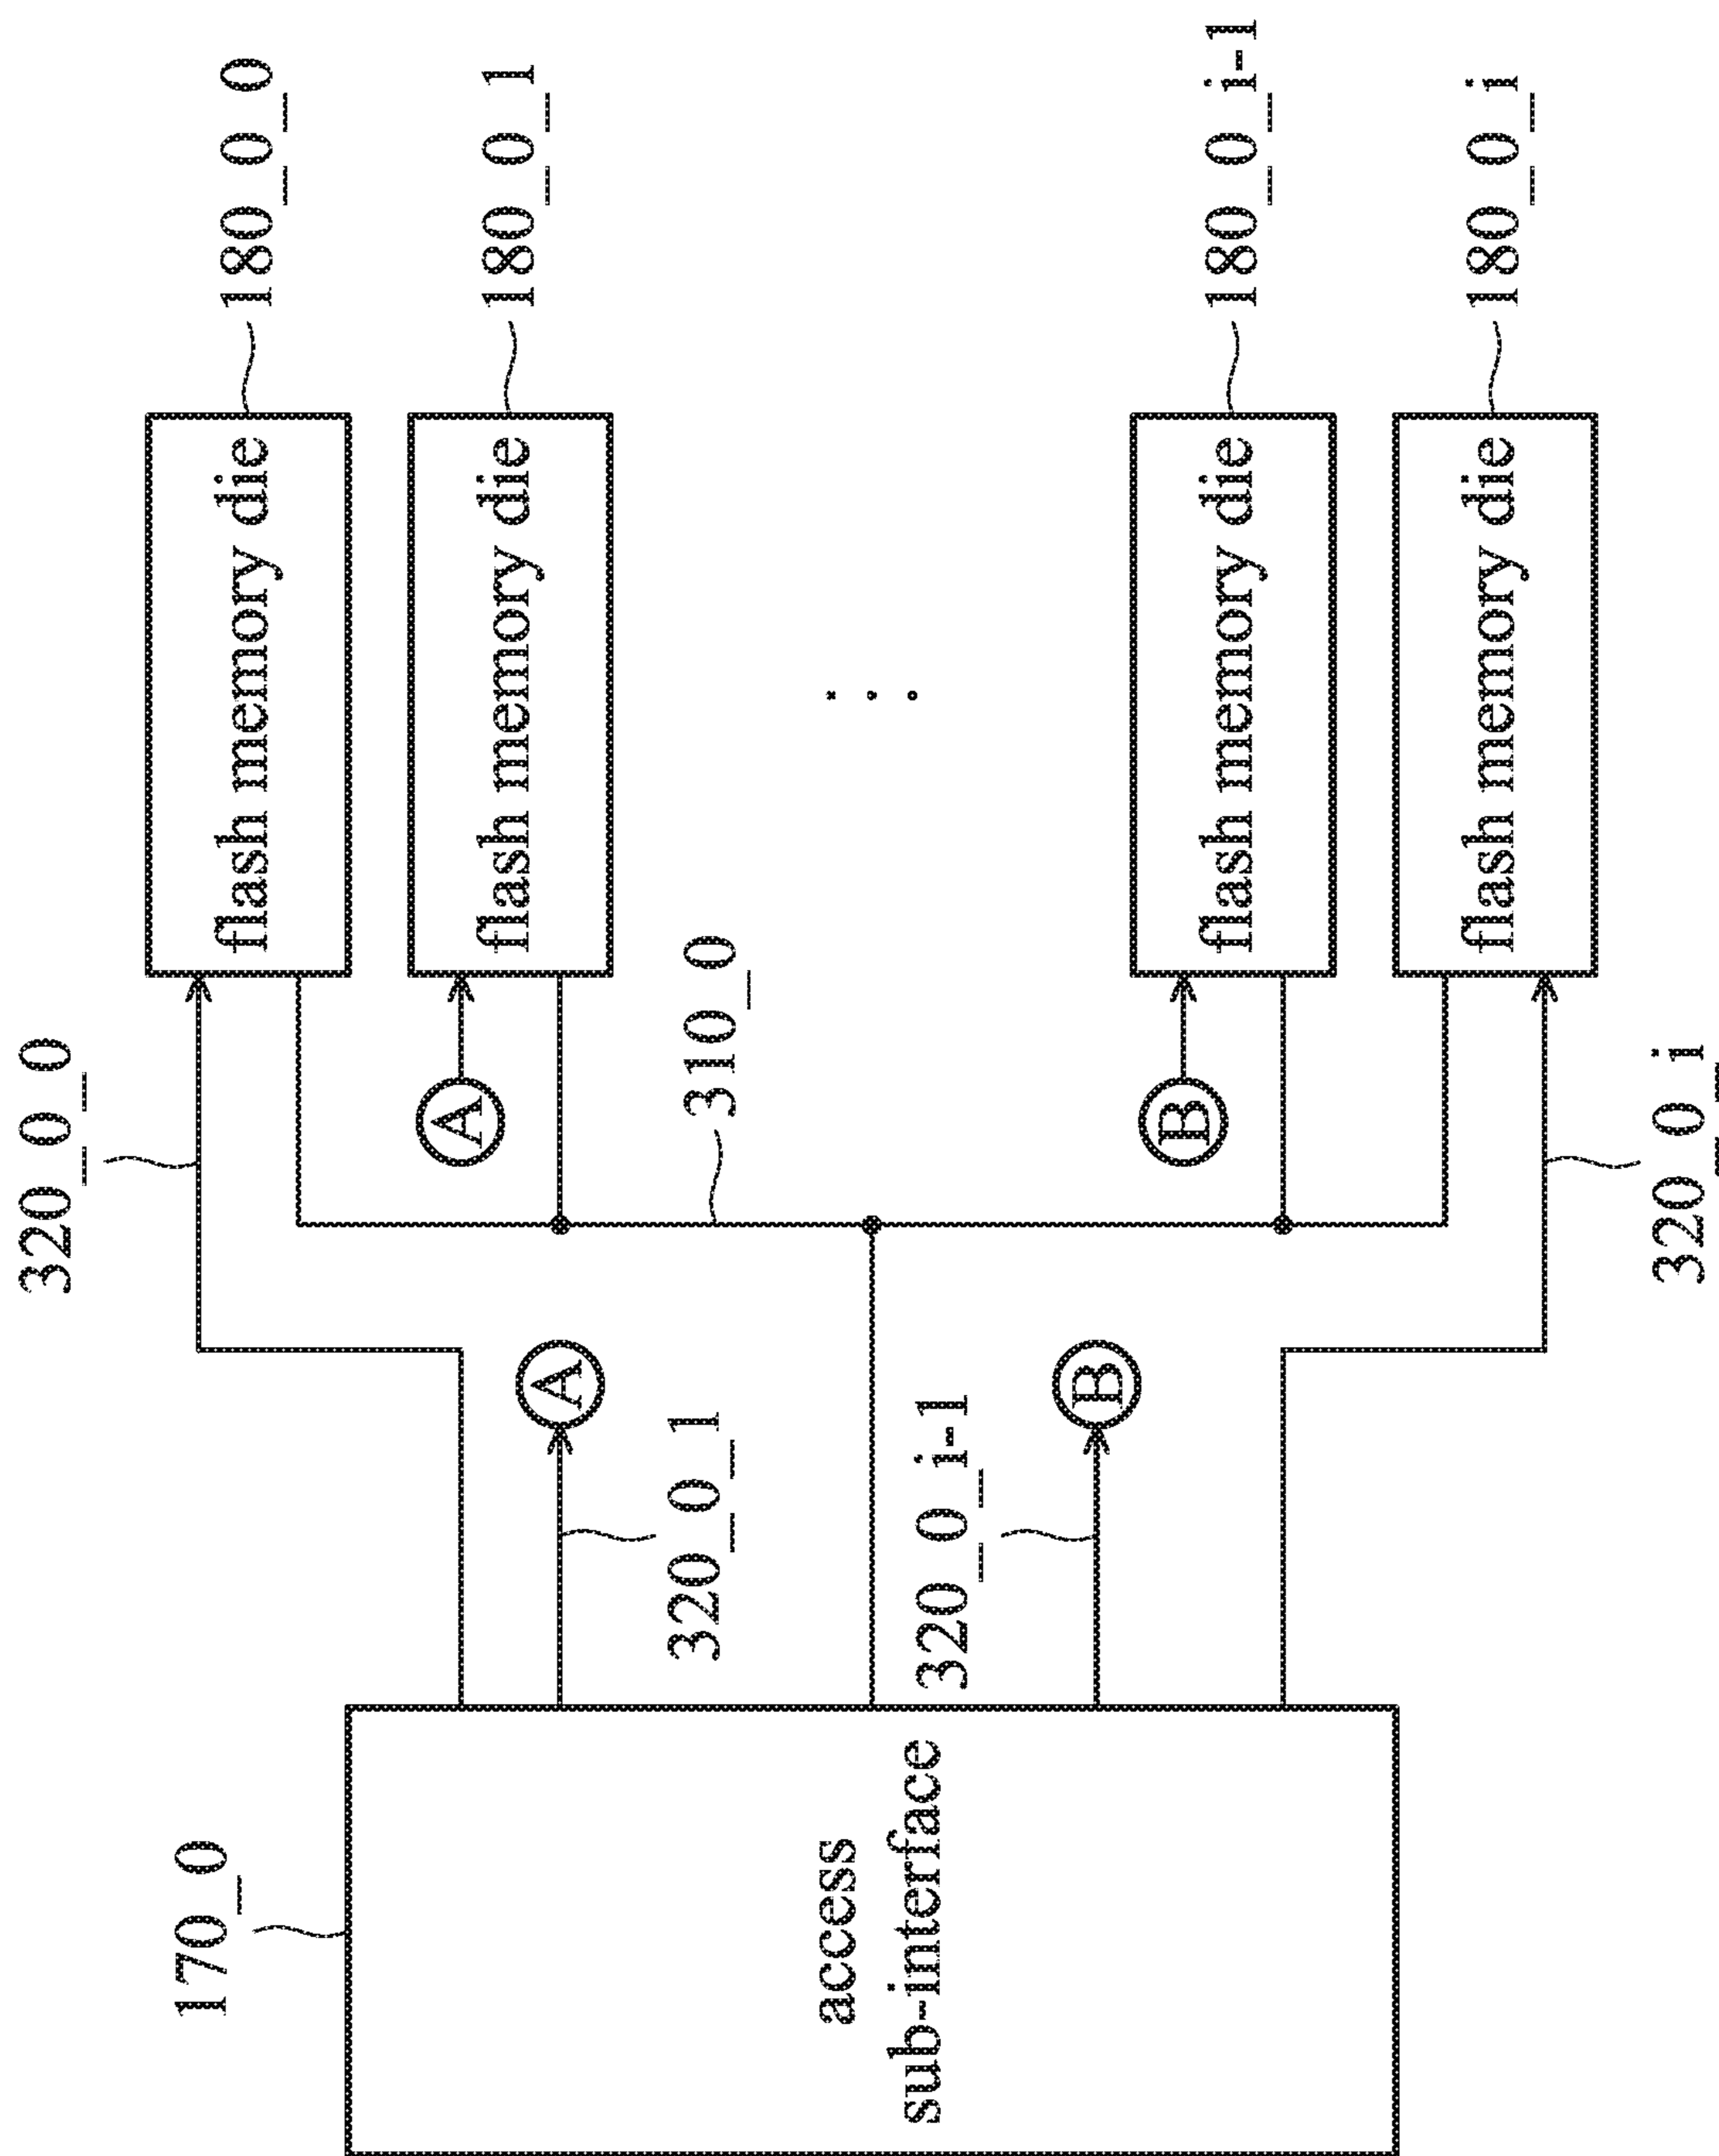 170_0
access
sub-interface
320_0_0
320_0_1
320_0_i-1
320_0_i
A
B
A
B
310_0
flash memory die
180_0_0
flash memory die
180_0_1
. . .
flash memory die
180_0_i-1
flash memory die
180_0_i